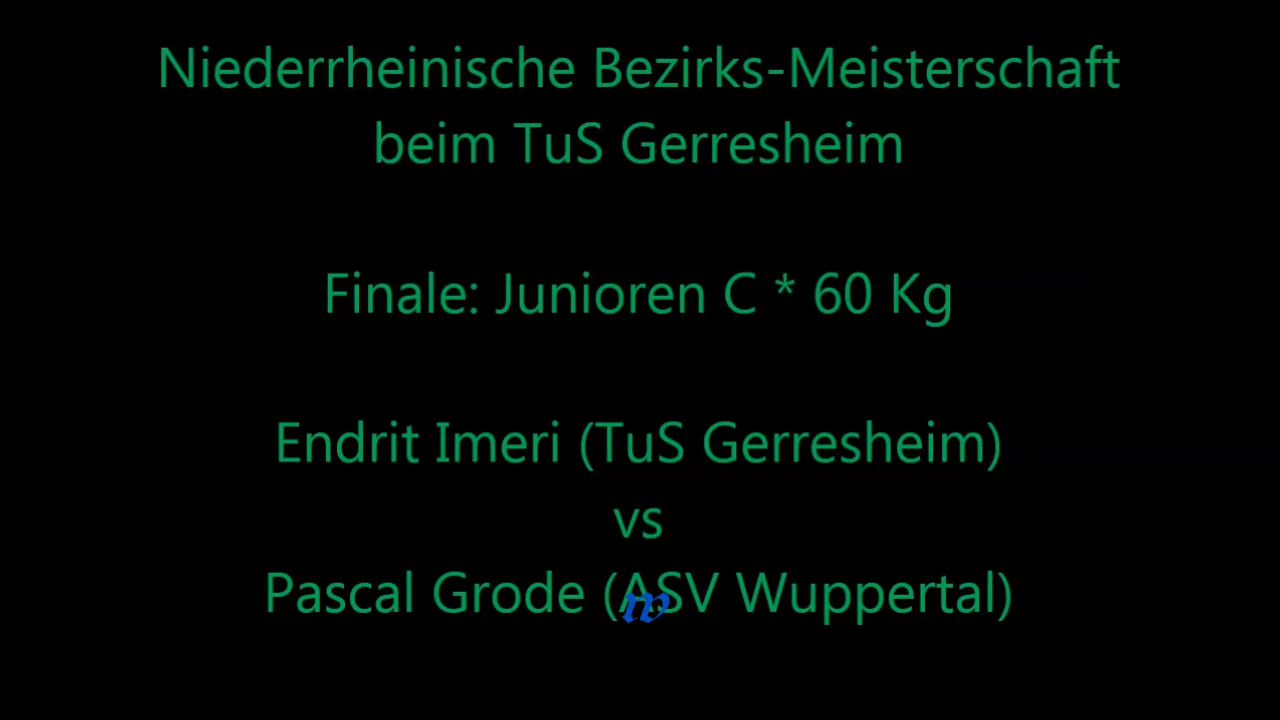 Niederrheinische Bezirks-Meisterschaft
beim TuS Gerresheim
Finale: Junioren C * 60 Kg
Endrit Imeri (TuS Gerresheim)
vs
Pascal Grode (ASV Wuppertal)
w